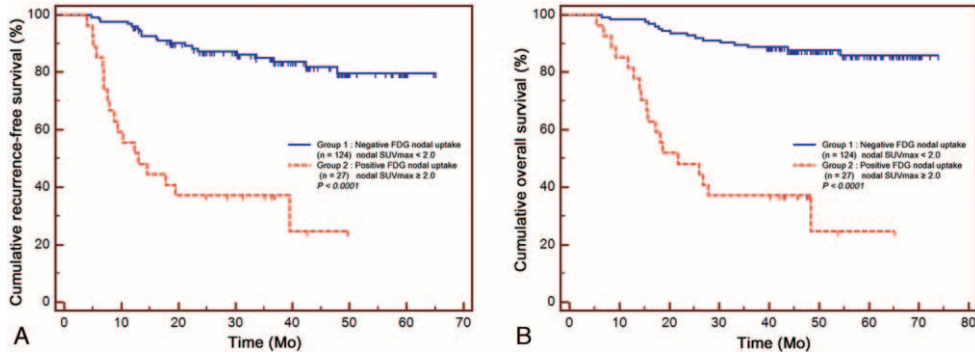 Cumulative recurrence-free survival (%)
100
80
60
40
20
0
Group 1 : Negative FDG nodal uptake
(n = 124) nodal SUVmax < 2.0
Group 2 : Positive FDG nodal uptake
(n = 27) nodal SUVmax ≥ 2.0
P < 0.0001
0 10 20 30 40 50 60 70
Time (Mo)
A
Cumulative overall survival (%)
100
80
60
40
20
0
Group 1 : Negative FDG nodal uptake
(n = 124) nodal SUVmax < 2.0
Group 2 : Positive FDG nodal uptake
(n = 27) nodal SUVmax ≥ 2.0
P < 0.0001
0 10 20 30 40 50 60 70 80
Time (Mo)
B